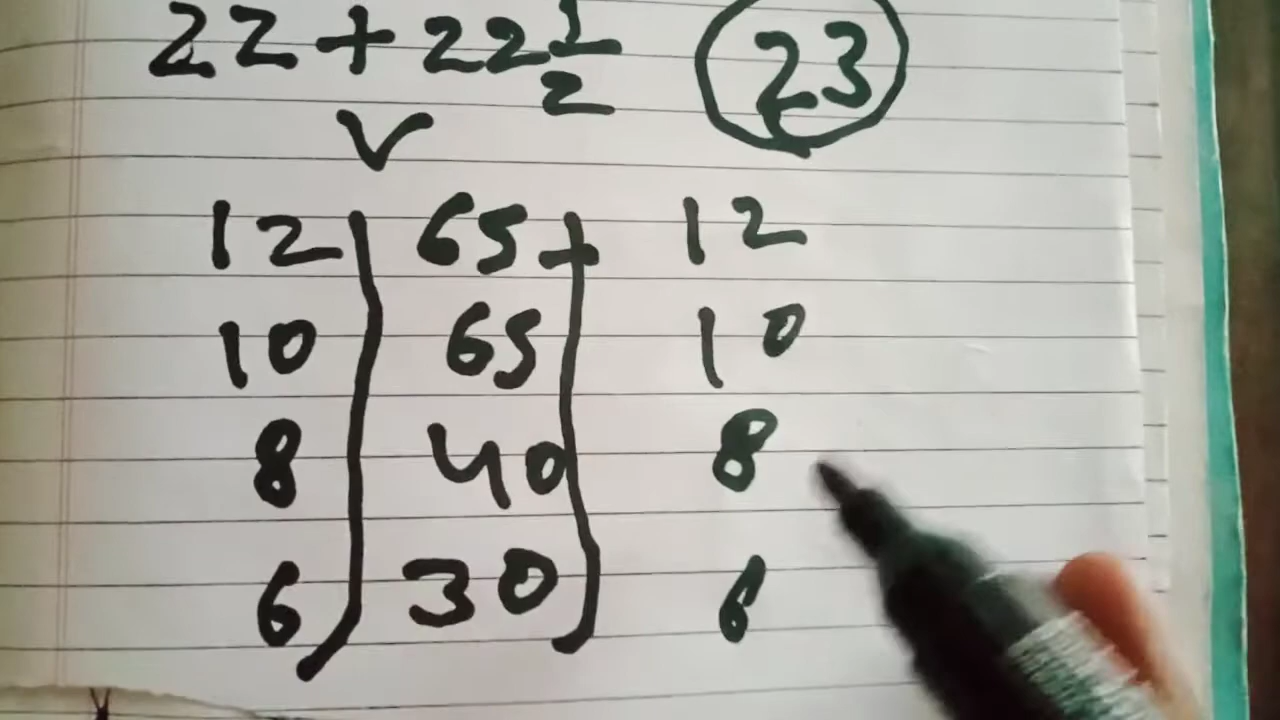 22 + 22 1/2 23
V
12 | 65+ | 12
10 | 65 | 10
8 | 40 | 8
6 | 30 | 6